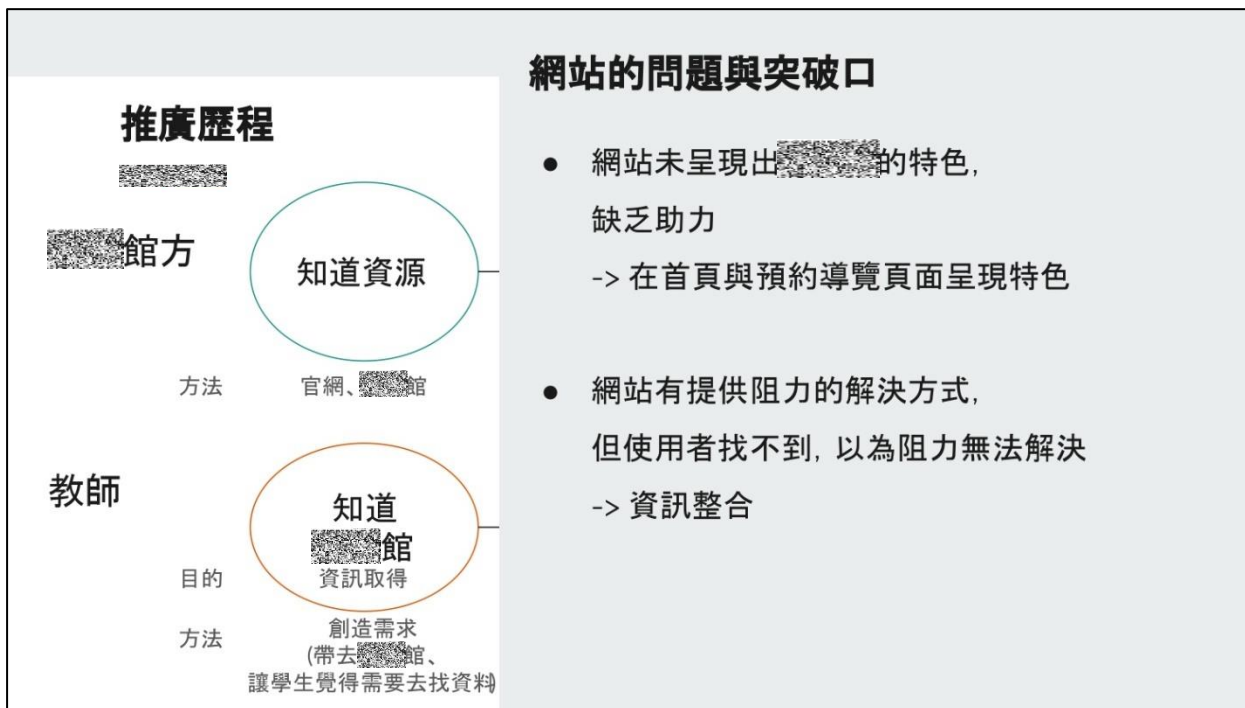 推廣歷程
館方
知道資源
方法 官網、館
教師
知道
館
目的 資訊取得
方法 創造需求
(帶去館、
讓學生覺得需要去找資料)
網站的問題與突破口
● 網站未呈現出的特色,
缺乏助力
-> 在首頁與預約導覽頁面呈現特色
● 網站有提供阻力的解決方式,
但使用者找不到, 以為阻力無法解決
-> 資訊整合